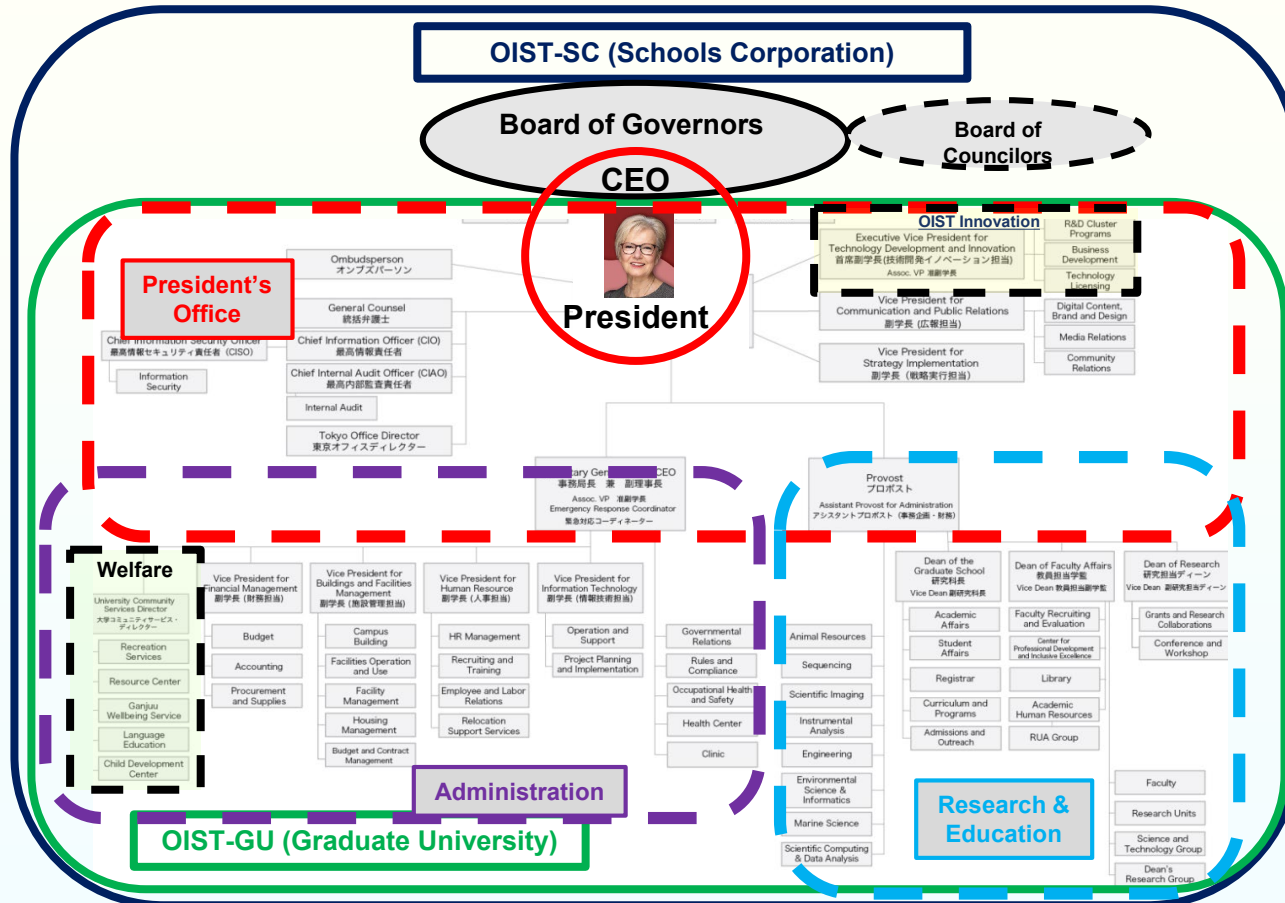 OIST-SC (Schools Corporation)
Board of Governors
CEO
Board of
Councilors
President
President's
Office
Ombudsperson
オンブズパーソン
General Counsel
統括弁護士
Chief Information Security Officer
最高情報セキュリティ責任者（CISO）
Information
Security
Chief Information Officer (CIO)
最高情報責任者
Chief Internal Audit Officer (CIAO)
最高内部監査責任者
Internal Audit
Tokyo Office Director
東京オフィスディレクター
OIST Innovation
Executive Vice President for
Technology Development and Innovation
首席副学長(技術開発イノベーション担当)
Assoc. VP 准副学長
R&D Cluster
Programs
Business
Development
Technology
Licensing
Vice President for
Communication and Public Relations
副学長 (広報担当)
Digital Content,
Brand and Design
Media Relations
Community
Relations
Vice President for
Strategy Implementation
副学長（戦略実行担当）
CEO
事務局長　兼　副理事長
Assoc. VP 准副学長
Emergency Response Coordinator
緊急対応コーディネーター
Provost
プロボスト
Assistant Provost for Administration
アシスタントプロボスト（事務企画・財務）
Welfare
University Community
Services Director
大学コミュニティサービス・
ディレクター
Recreation
Services
Resource Center
Ganjuu
Wellbeing Service
Language
Education
Child Development
Center
Vice President for
Financial Management
副学長（財務担当）
Budget
Accounting
Procurement
and Supplies
Vice President for
Buildings and Facilities
Management
副学長（施設管理担当）
Campus
Building
Facilities Operation
and Use
Facility
Management
Housing
Management
Budget and Contract
Management
Vice President for
Human Resource
副学長（人事担当）
HR Management
Recruiting and
Training
Employee and Labor
Relations
Relocation
Support Services
Vice President for
Information Technology
副学長（情報技術担当）
Operation and
Support
Project Planning
and Implementation
Governmental
Relations
Rules and
Compliance
Occupational Health
and Safety
Health Center
Clinic
Administration
Animal Resources
Sequencing
Scientific Imaging
Instrumental
Analysis
Engineering
Environmental
Science &
Informatics
Marine Science
Scientific Computing
& Data Analysis
Dean of the
Graduate School
研究科長
Vice Dean 副研究科長
Academic
Affairs
Student
Affairs
Registrar
Curriculum and
Programs
Admissions and
Outreach
Dean of Faculty Affairs
教員担当学監
Vice Dean 教員担当副学監
Faculty Recruiting
and Evaluation
Center for
Professional Development
and Inclusive Excellence
Library
Academic
Human Resources
RUA Group
Dean of Research
研究担当ディーン
Vice Dean 副研究担当ディーン
Grants and Research
Collaborations
Conference and
Workshop
Faculty
Research Units
Science and
Technology Group
Dean's
Research Group
Research &
Education
OIST-GU (Graduate University)